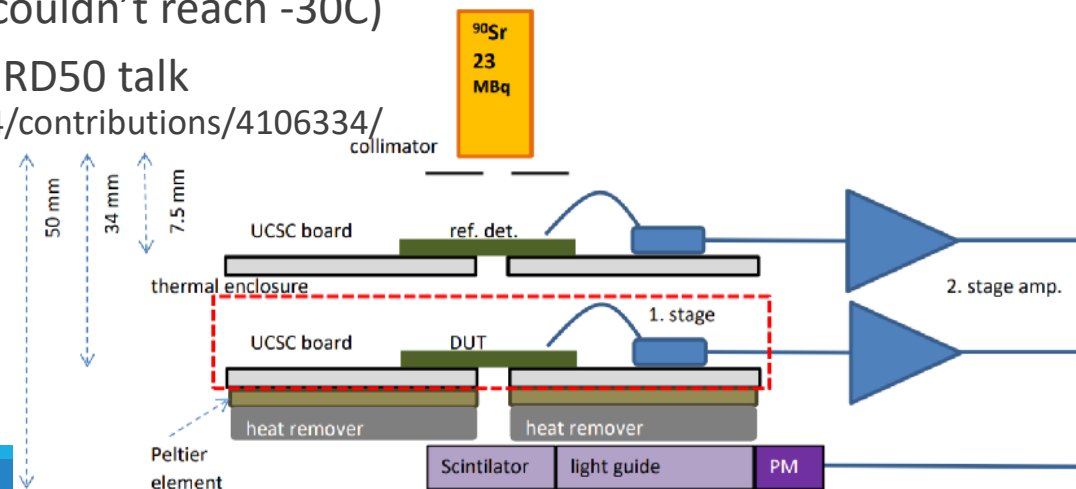 couldn't reach -30C)
RD50 talk
4/contributions/4106334/
90Sr
23
MBq
collimator
50 mm
34 mm
7.5 mm
UCSC board
ref. det.
thermal enclosure
2. stage amp.
1. stage
UCSC board
DUT
heat remover
heat remover
Peltier
element
Scintilator
light guide
PM